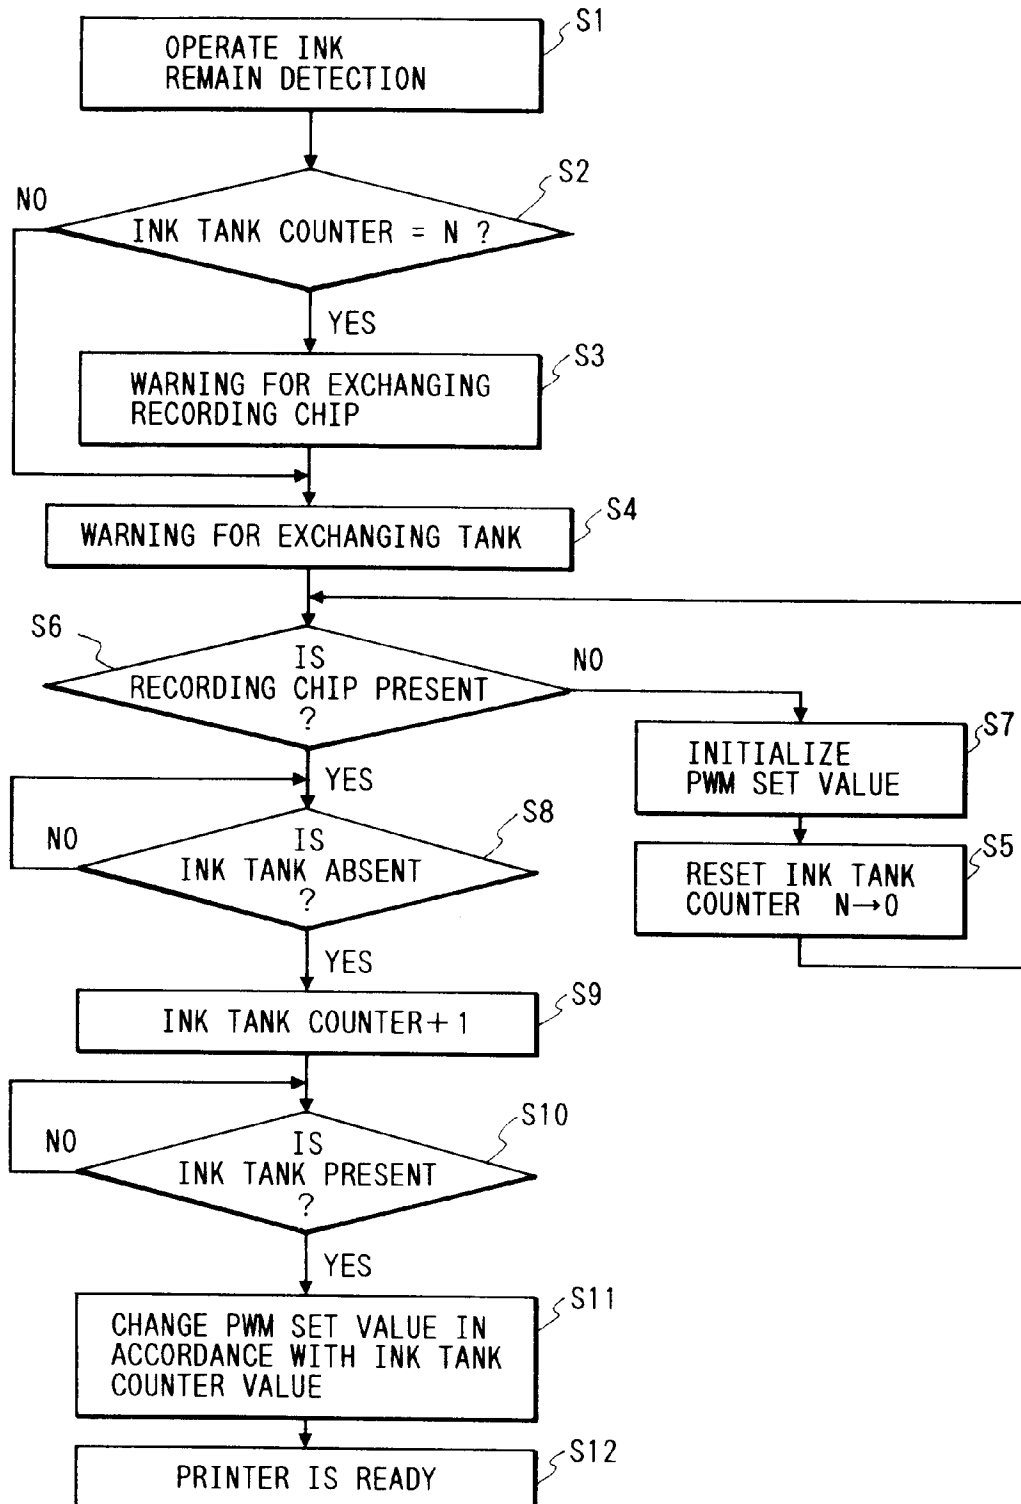 S1
OPERATE INK
REMAIN DETECTION
S2
NO
INK TANK COUNTER = N ?
YES
S3
WARNING FOR EXCHANGING
RECORDING CHIP
S4
WARNING FOR EXCHANGING TANK
S6
IS
RECORDING CHIP PRESENT
?
NO
YES
S7
INITIALIZE
PWM SET VALUE
S8
NO
IS
INK TANK ABSENT
?
YES
S5
RESET INK TANK
COUNTER N→0
S9
INK TANK COUNTER+1
S10
NO
IS
INK TANK PRESENT
?
YES
S11
CHANGE PWM SET VALUE IN
ACCORDANCE WITH INK TANK
COUNTER VALUE
S12
PRINTER IS READY